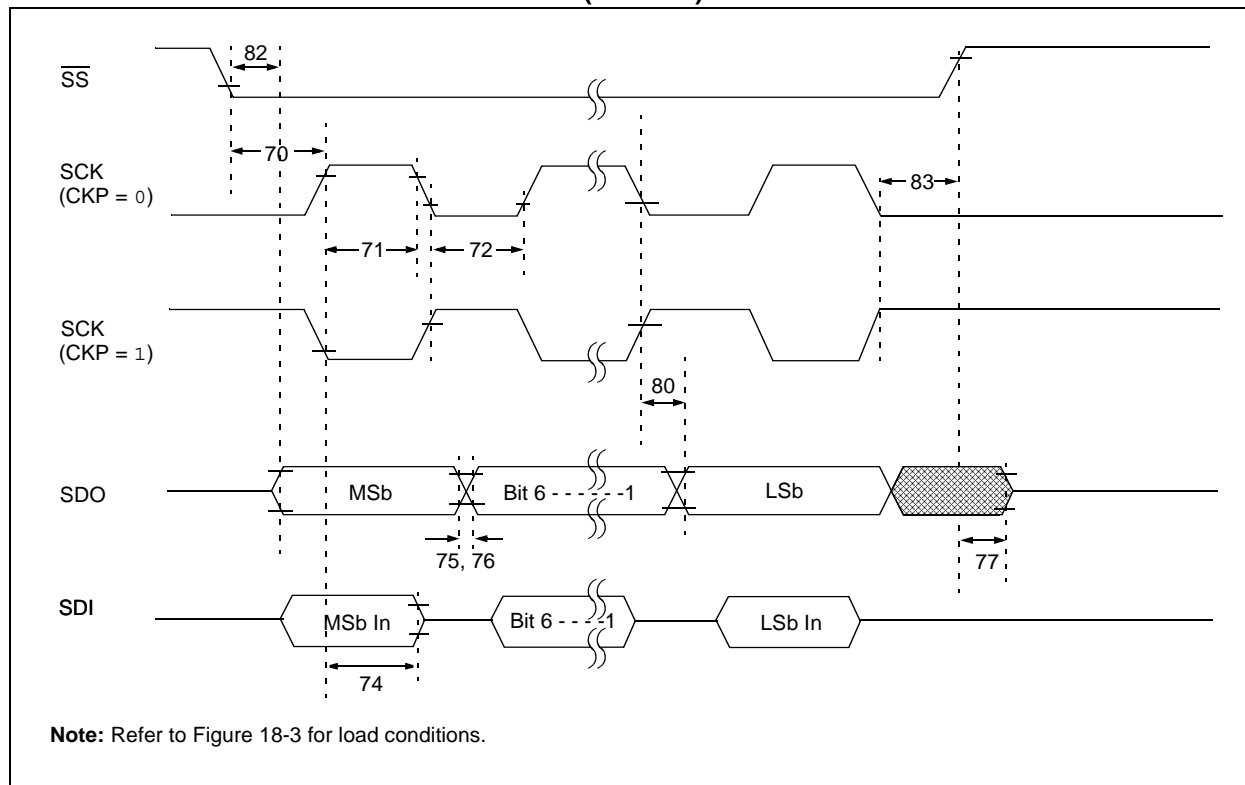 82
SS
70
SCK
(CKP = 0)
83
71
72
SCK
(CKP = 1)
80
SDO
MSb
Bit 6 - - - - - -1
LSb
75, 76
77
SDI
MSb In
Bit 6 - - - -1
LSb In
74
Note: Refer to Figure 18-3 for load conditions.